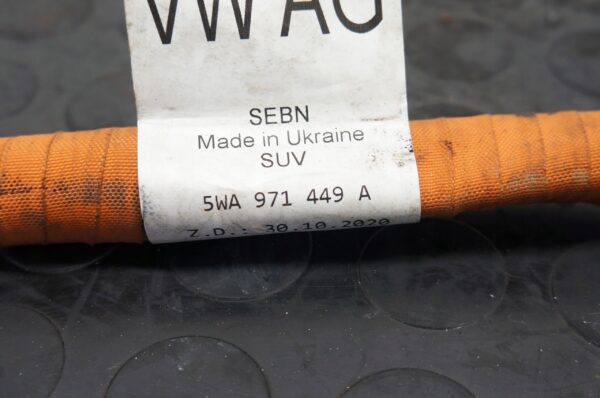 VW AG
SEBN
Made in Ukraine
SUV
5WA 971 449 A
Z.D.: 30.10.2020